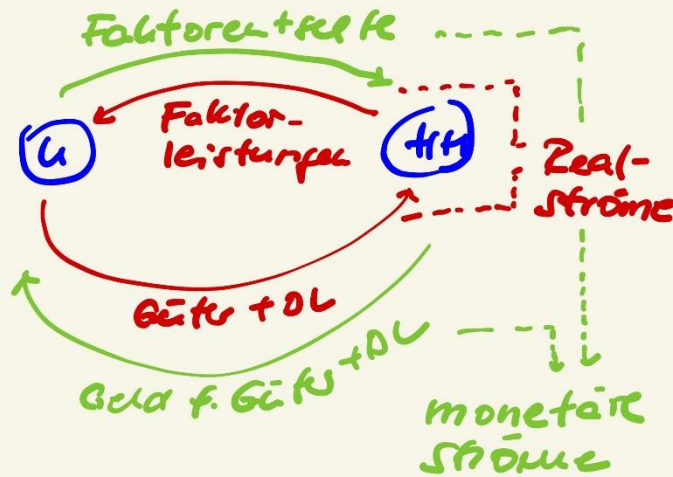 Faktorentgelte
Faktor-
leistungen
U
HH
Real-
ströme
Güter + DL
Geld f. Güter + DL
monetäre
ströme